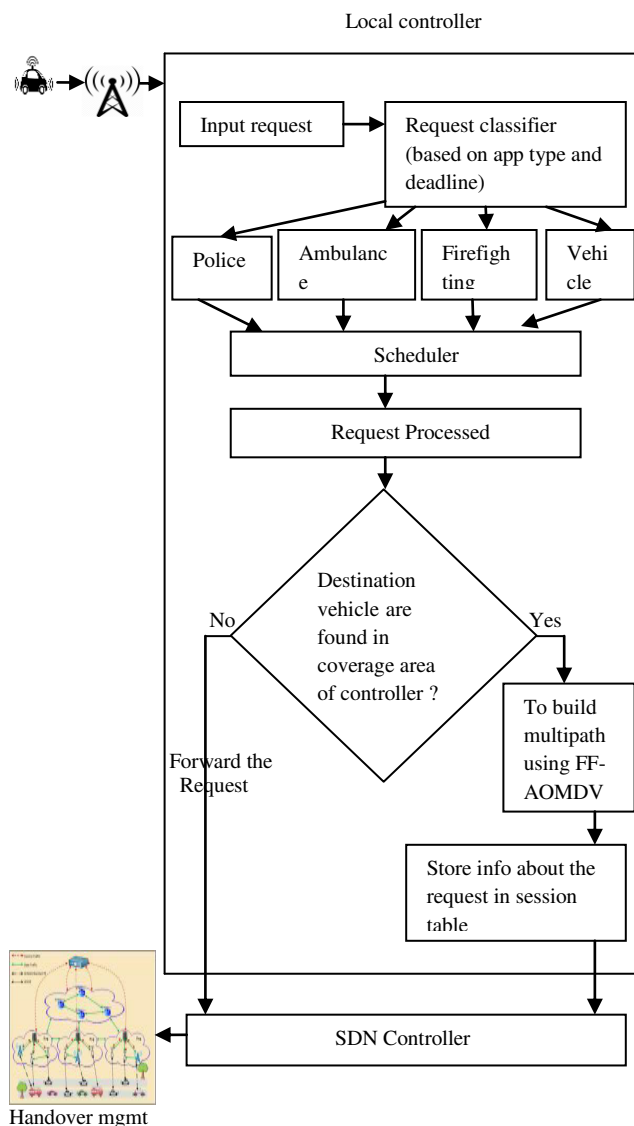 Local controller
Input request
Request classifier
(based on app type and
deadline)
Police
Ambulanc
e
Firefigh
ting
Vehi
cle
Scheduler
Request Processed
Destination
vehicle are
found in
coverage area
of controller ?
No
Yes
Forward the
Request
To build
multipath
using FF-
AOMDV
Store info about the
request in session
table
SDN Controller
Handover mgmt